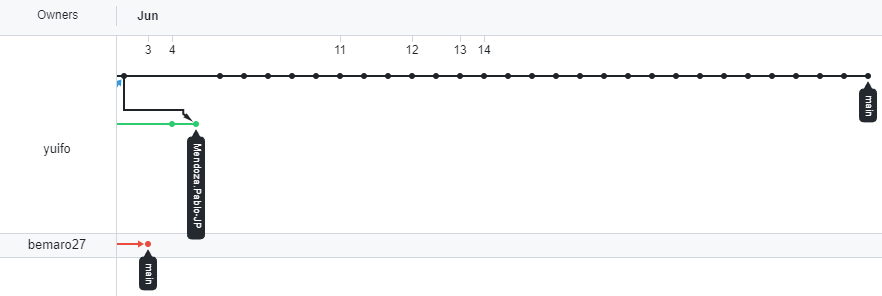 Owners Jun
3 4 11 12 13 14
main
yuifo
Mendoza.Pablo-JP
bemaro27
main